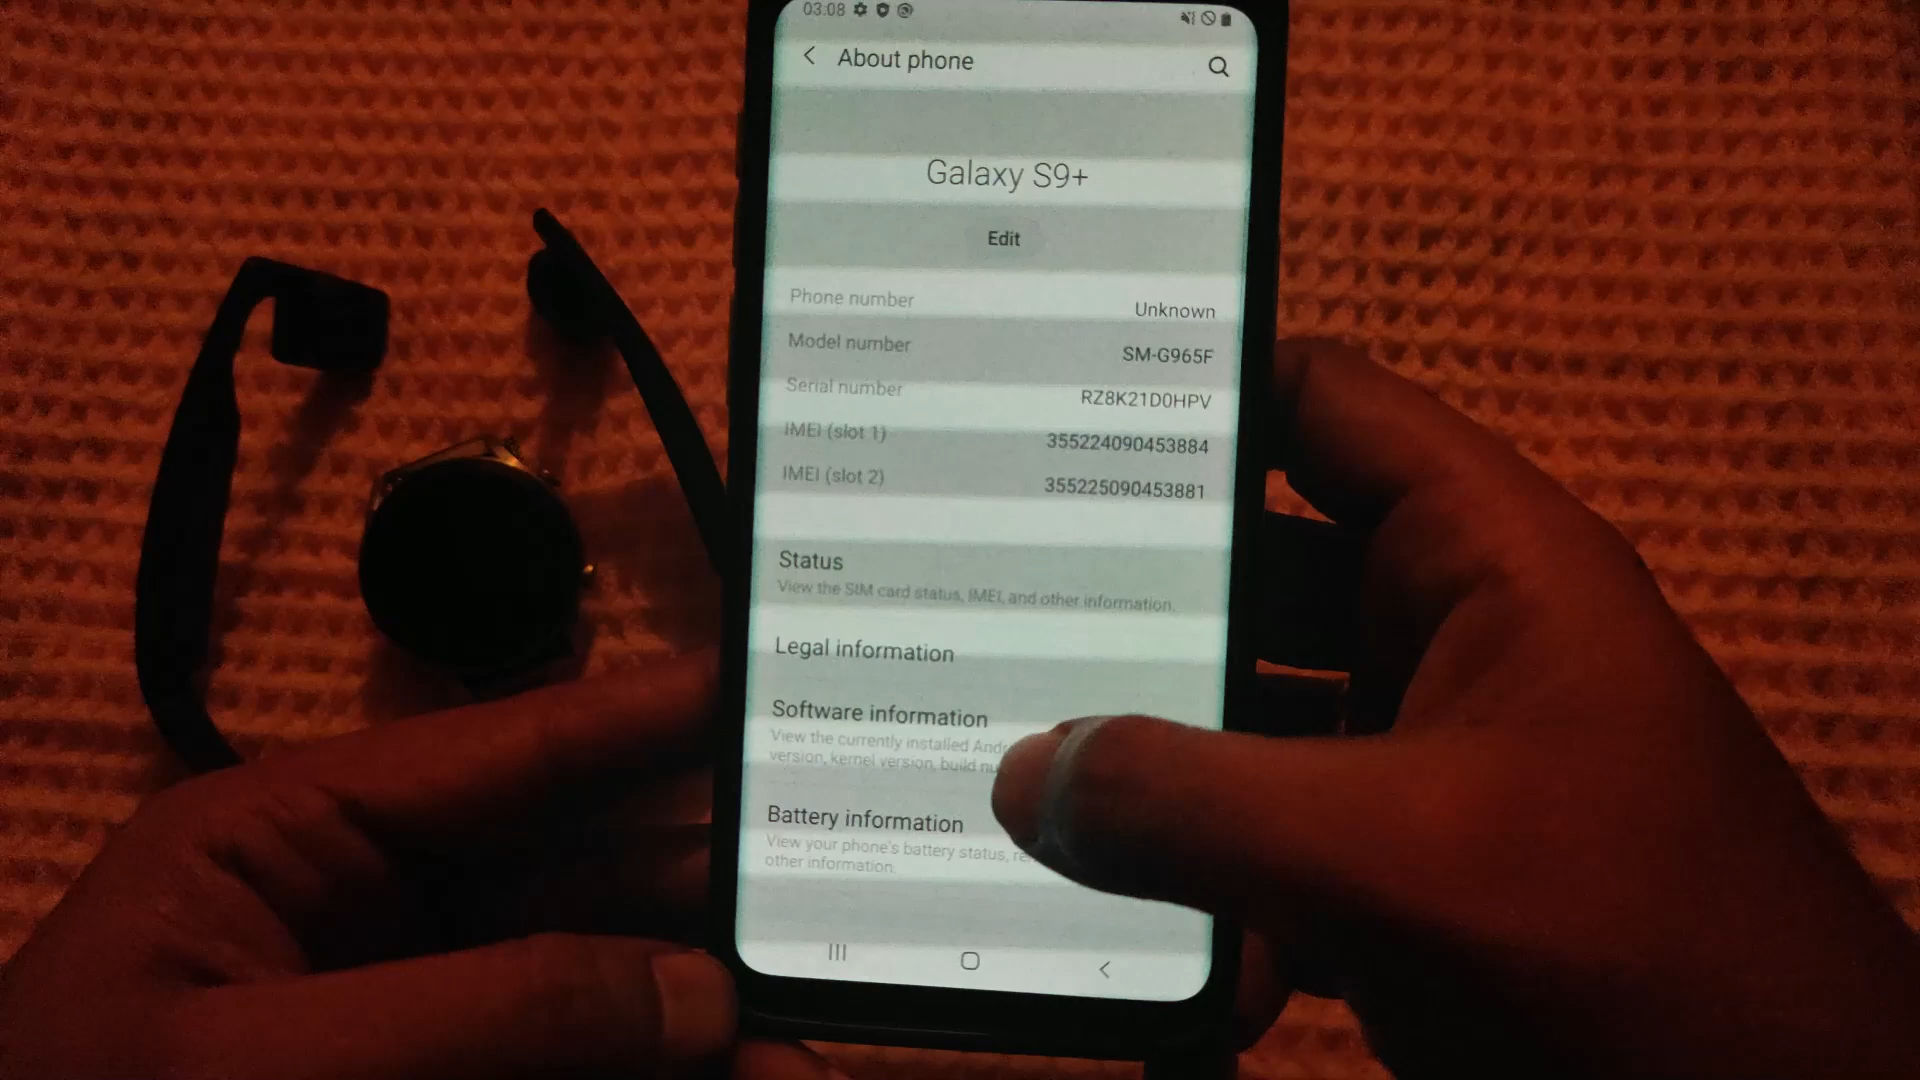 03:08
About phone
Galaxy S9+
Edit
Phone number Unknown
Model number SM-G965F
Serial number RZ8K21D0HPV
IMEI (slot 1) 355224090453884
IMEI (slot 2) 355225090453881
Status
View the SIM card status, IMEI, and other information.
Legal information
Software information
View the currently installed
version, kernel version, build
Battery information
View your phone's battery status,
other information.